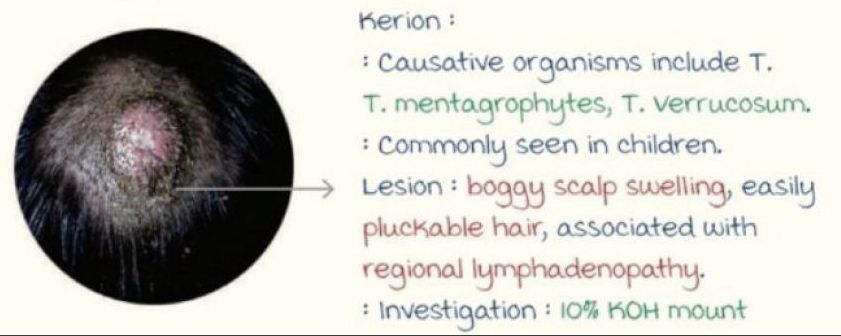 Kerion :
: Causative organisms include T.
T. mentagrophytes, T. verrucosum.
: Commonly seen in children.
Lesion : boggy scalp swelling, easily
pluckable hair, associated with
regional lymphadenopathy.
: Investigation : 10% KOH mount